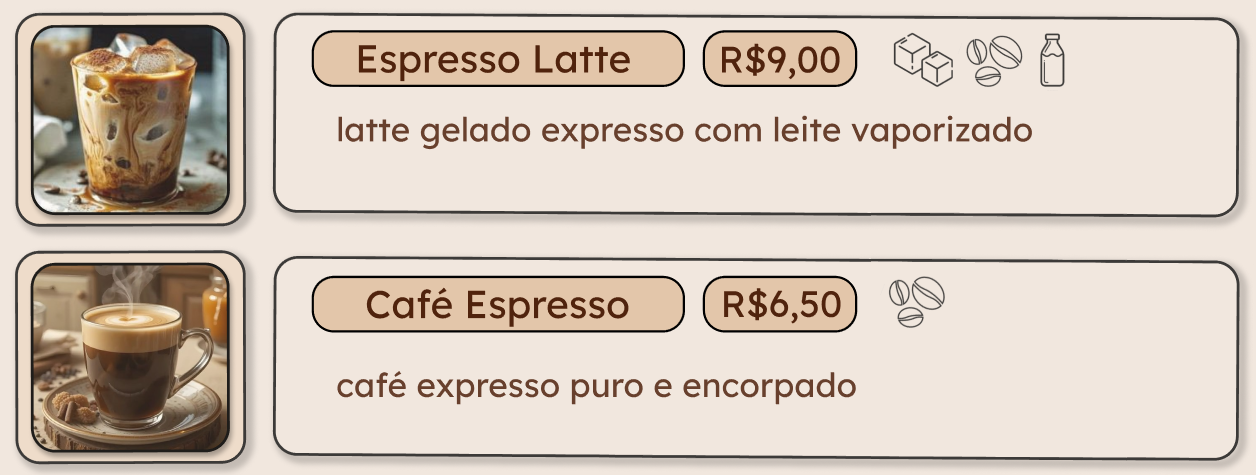 Espresso Latte R$9,00
latte gelado expresso com leite vaporizado
Café Espresso R$6,50
café expresso puro e encorpado